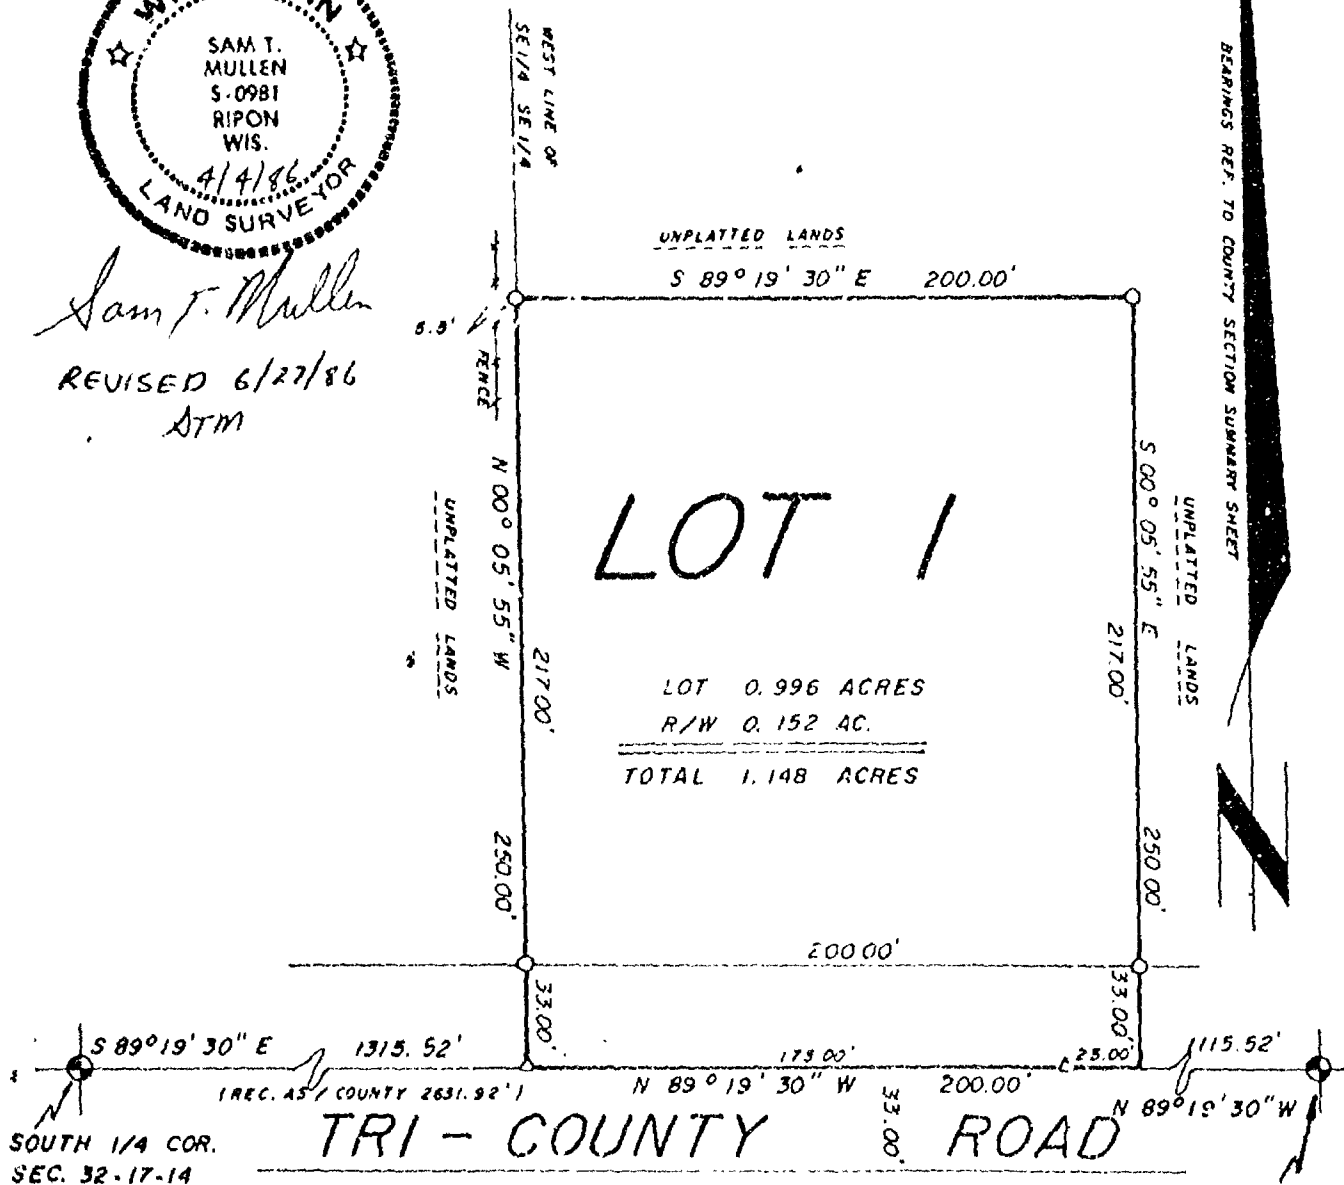 SAM T.
MULLEN
S-0981
RIPON
WIS.
4/4/86
LAND SURVEYOR
Sam T. Mullen
REVISED 6/27/86
STM
WEST LINE OF
SE 1/4 SE 1/4
BEARINGS REF. TO COUNTY SECTION SUMMARY SHEET
UNPLATTED LANDS
S 89° 19' 30" E 200.00'
FENCE
N 00° 05' 55" W
217.00'
250.00'
UNPLATTED LANDS
LOT 1
LOT 0.996 ACRES
R/W 0.152 AC.
TOTAL 1.148 ACRES
S 00° 05' 55" E
217.00'
250.00'
UNPLATTED LANDS
N
200.00'
33.00'
33.00'
S 89° 19' 30" E 1315.52'
(REC. AS / COUNTY 2631.92')
175.00'
25.00'
1115.52'
N 89° 19' 30" W 200.00'
N 89° 19' 30" W
33.00'
TRI-COUNTY ROAD
SOUTH 1/4 COR.
SEC. 32-17-14